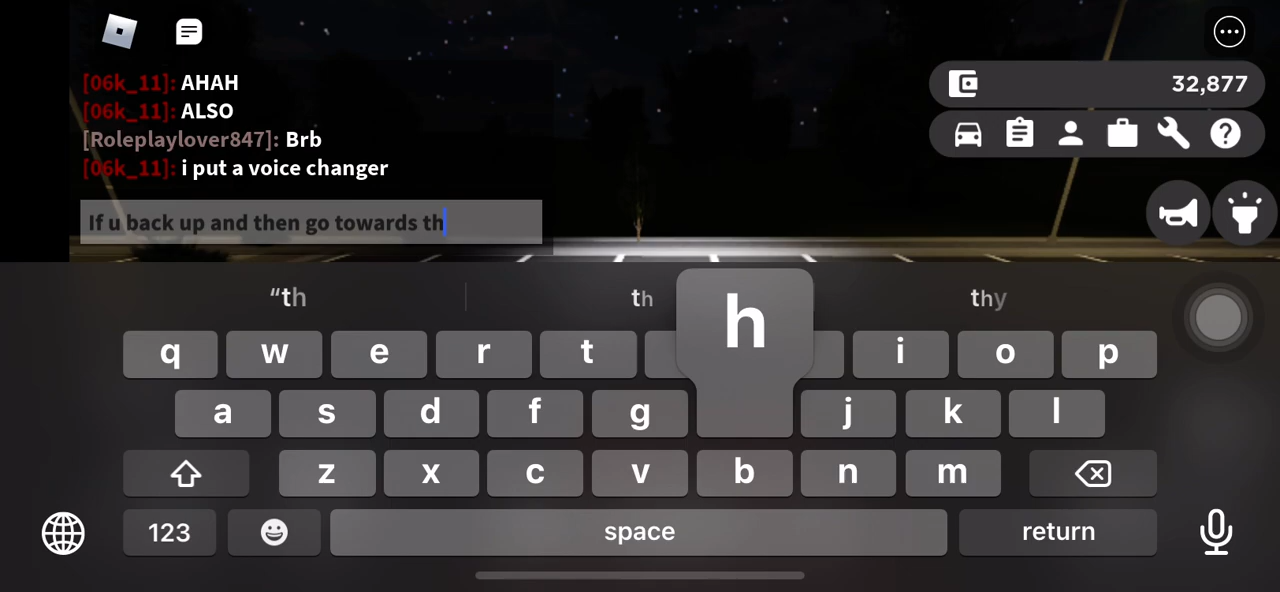 [06k_11]: AHAH
[06k_11]: ALSO
[Roleplaylover847]: Brb
[06k_11]: i put a voice changer
If u back up and then go towards th
32,877
“th th thy
h
q w e r t i o p
a s d f g j k l
z x c v b n m
123 space return